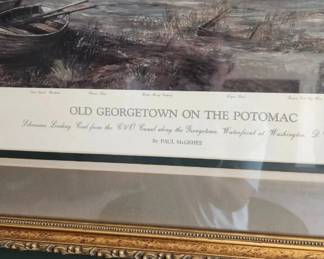 OLD GEORGETOWN ON THE POTOMAC
Schooners Loading Coal from the C&O Canal along the Georgetown Waterfront at Washington, D.
By PAUL McGEHEE